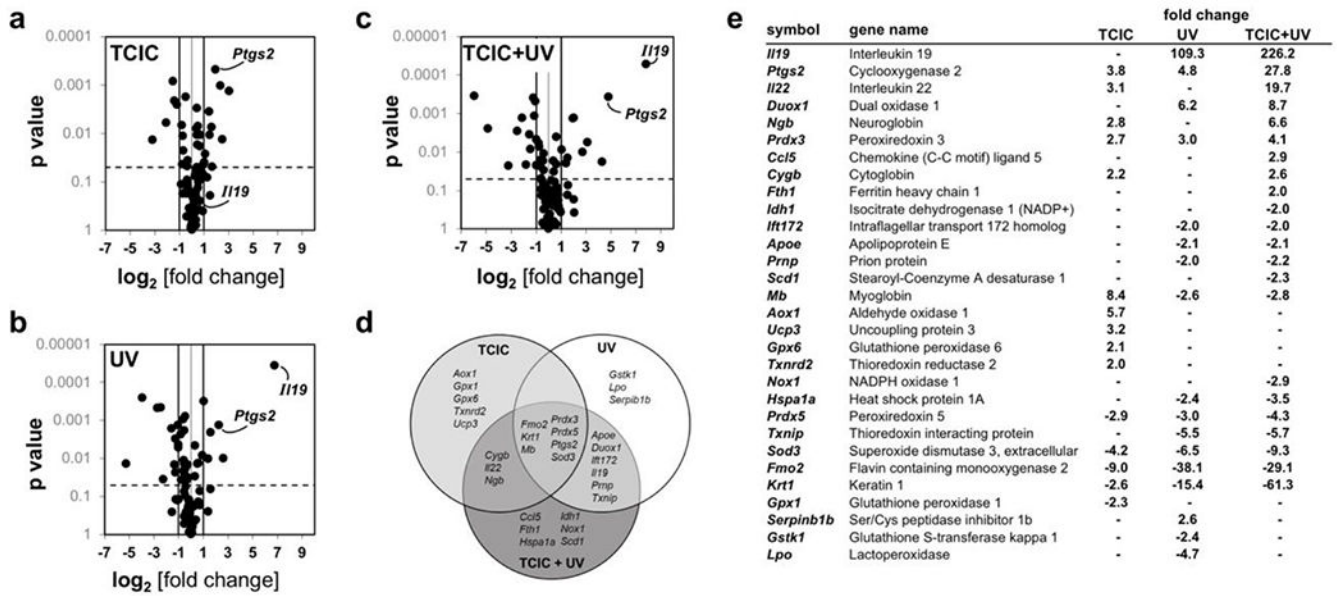 a
TCIC
Ptgs2
Il19
p value
0.0001
0.001
0.01
0.1
1
-7 -5 -3 -1 1 3 5 7 9
log2 [fold change]
b
UV
Il19
Ptgs2
p value
0.00001
0.0001
0.001
0.01
0.1
1
-7 -5 -3 -1 1 3 5 7 9
log2 [fold change]
c
TCIC+UV
Il19
Ptgs2
p value
0.00001
0.0001
0.001
0.01
0.1
1
-7 -5 -3 -1 1 3 5 7 9
log2 [fold change]
d
TCIC
Aox1
Gpx1
Gpx6
Txnrd2
Ucp3
UV
Gstk1
Lpo
Serpib1b
Fmo2 Prdx3
Krt1 Prdx5
Mb Ptgs2
Sod3
Cygb
Il22
Ngb
Apoe
Duox1
Ift172
Il19
Prnp
Txnip
Ccl5 Idh1
Fth1 Nox1
Hspa1a Scd1
TCIC + UV
e
fold change
symbol gene name TCIC UV TCIC+UV
Il19 Interleukin 19 - 109.3 226.2
Ptgs2 Cyclooxygenase 2 3.8 4.8 27.8
Il22 Interleukin 22 3.1 - 19.7
Duox1 Dual oxidase 1 - 6.2 8.7
Ngb Neuroglobin 2.8 - 6.6
Prdx3 Peroxiredoxin 3 2.7 3.0 4.1
Ccl5 Chemokine (C-C motif) ligand 5 - - 2.9
Cygb Cytoglobin 2.2 - 2.6
Fth1 Ferritin heavy chain 1 - - 2.0
Idh1 Isocitrate dehydrogenase 1 (NADP+) - - -2.0
Ift172 Intraflagellar transport 172 homolog - -2.0 -2.0
Apoe Apolipoprotein E - -2.1 -2.1
Prnp Prion protein - -2.0 -2.2
Scd1 Stearoyl-Coenzyme A desaturase 1 - - -2.3
Mb Myoglobin 8.4 -2.6 -2.8
Aox1 Aldehyde oxidase 1 5.7 - -
Ucp3 Uncoupling protein 3 3.2 - -
Gpx6 Glutathione peroxidase 6 2.1 - -
Txnrd2 Thioredoxin reductase 2 2.0 - -
Nox1 NADPH oxidase 1 - - -2.9
Hspa1a Heat shock protein 1A - -2.4 -3.5
Prdx5 Peroxiredoxin 5 -2.9 -3.0 -4.3
Txnip Thioredoxin interacting protein - -5.5 -5.7
Sod3 Superoxide dismutase 3, extracellular -4.2 -6.5 -9.3
Fmo2 Flavin containing monooxygenase 2 -9.0 -38.1 -29.1
Krt1 Keratin 1 -2.6 -15.4 -61.3
Gpx1 Glutathione peroxidase 1 -2.3 - -
Serpinb1b Ser/Cys peptidase inhibitor 1b - 2.6 -
Gstk1 Glutathione S-transferase kappa 1 - -2.4 -
Lpo Lactoperoxidase - -4.7 -